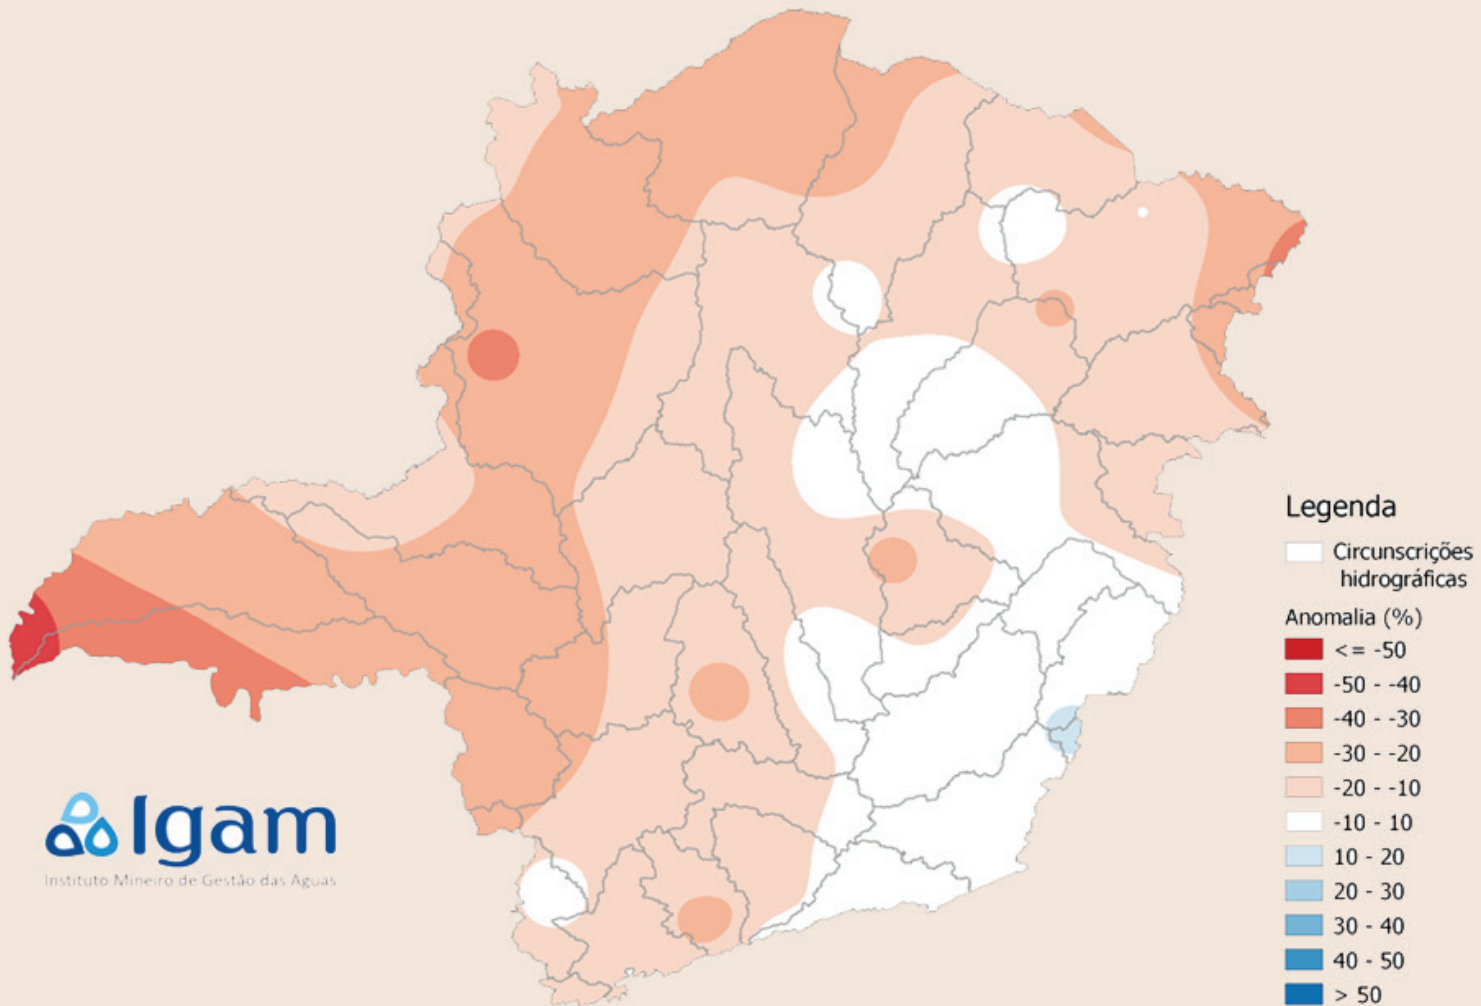 Legenda
Circunscrições
hidrográficas
Anomalia (%)
<= -50
-50 - -40
-40 - -30
-30 - -20
-20 - -10
-10 - 10
10 - 20
20 - 30
30 - 40
40 - 50
> 50
Igam
Instituto Mineiro de Gestão das Águas